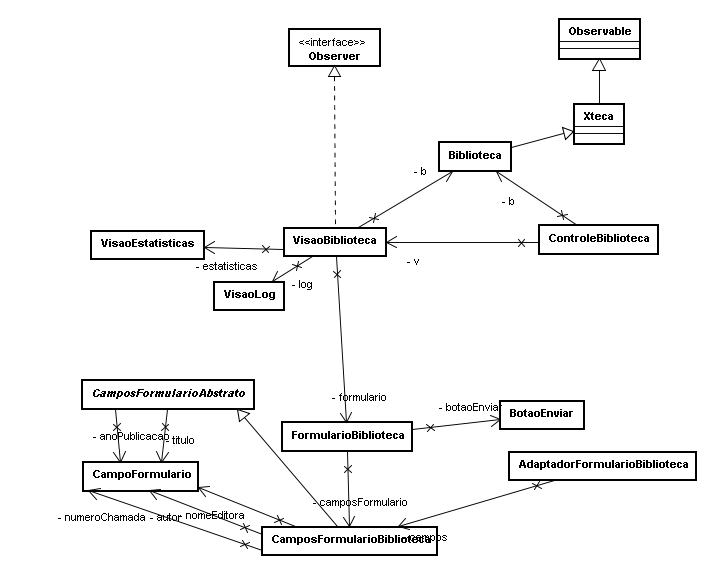 Observable
<<interface>>
Observer
Xteca
Biblioteca
- b
- b
VisaoEstatisticas
VisaoBiblioteca
ControleBiblioteca
- estatisticas
- v
- log
VisaoLog
CamposFormularioAbstrato
- formulario
- botaoEnviar
BotaoEnviar
- anoPublicacao
- titulo
FormularioBiblioteca
CampoFormulario
AdaptadorFormularioBiblioteca
- camposFormulario
- numeroChamada
- autor
- nomeEditora
CamposFormularioBiblioteca
- campos